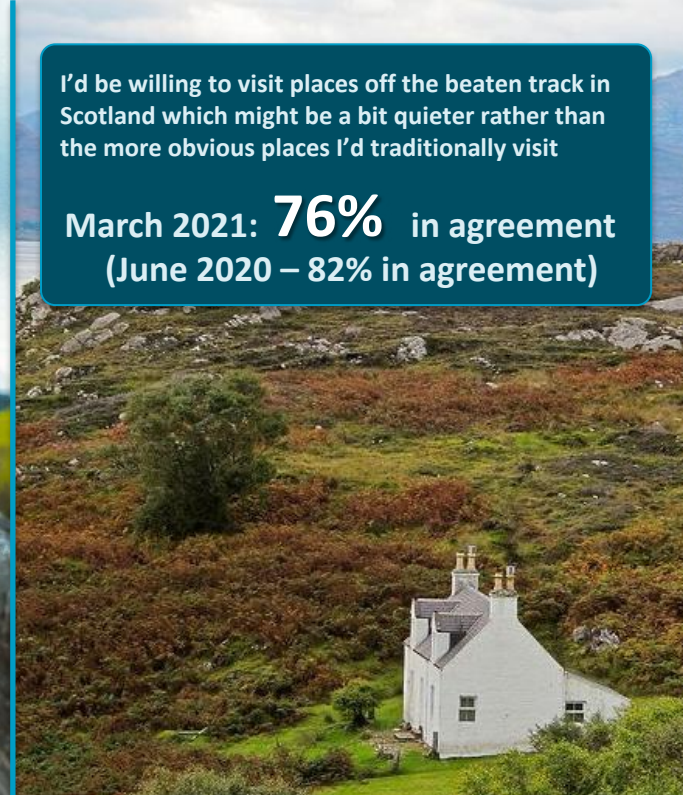 I’d be willing to visit places off the beaten track in
Scotland which might be a bit quieter rather than
the more obvious places I’d traditionally visit
March 2021: 76% in agreement
(June 2020 – 82% in agreement)